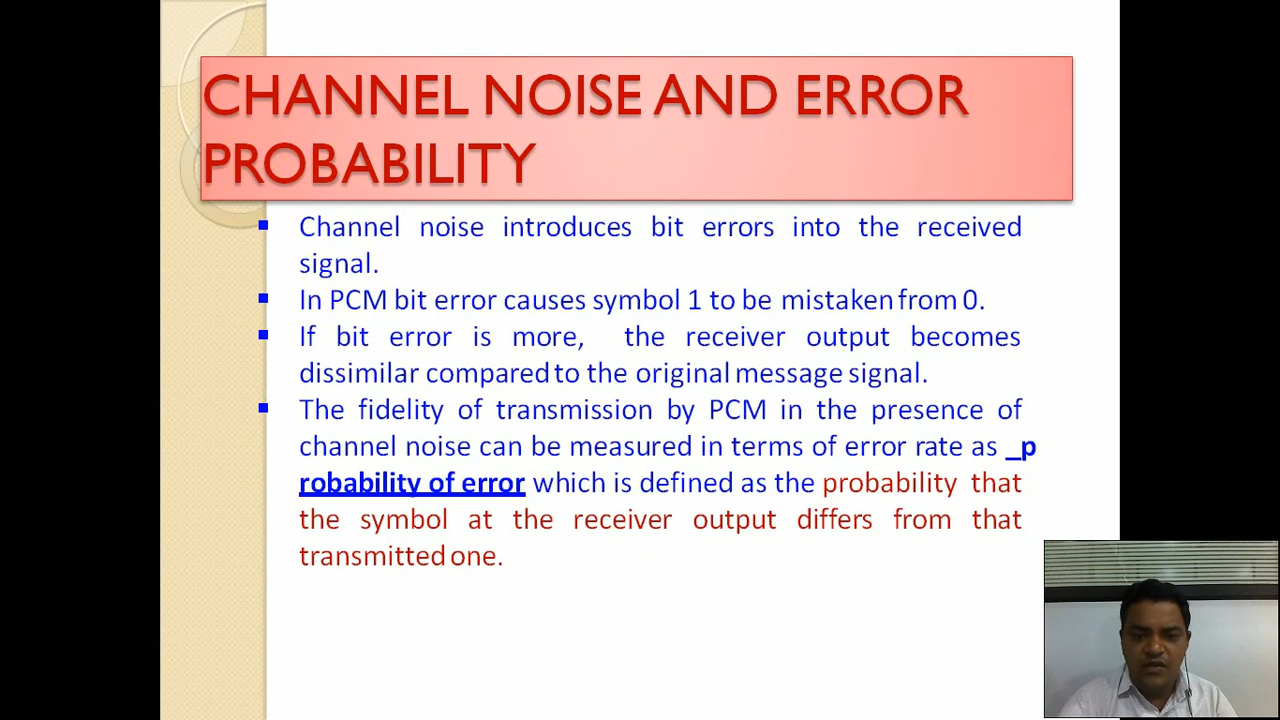 CHANNEL NOISE AND ERROR
PROBABILITY
Channel noise introduces bit errors into the received
signal.
In PCM bit error causes symbol 1 to be mistaken from 0.
If bit error is more, the receiver output becomes
dissimilar compared to the original message signal.
The fidelity of transmission by PCM in the presence of
channel noise can be measured in terms of error rate as _p
robability of error which is defined as the probability that
the symbol at the receiver output differs from that
transmitted one.